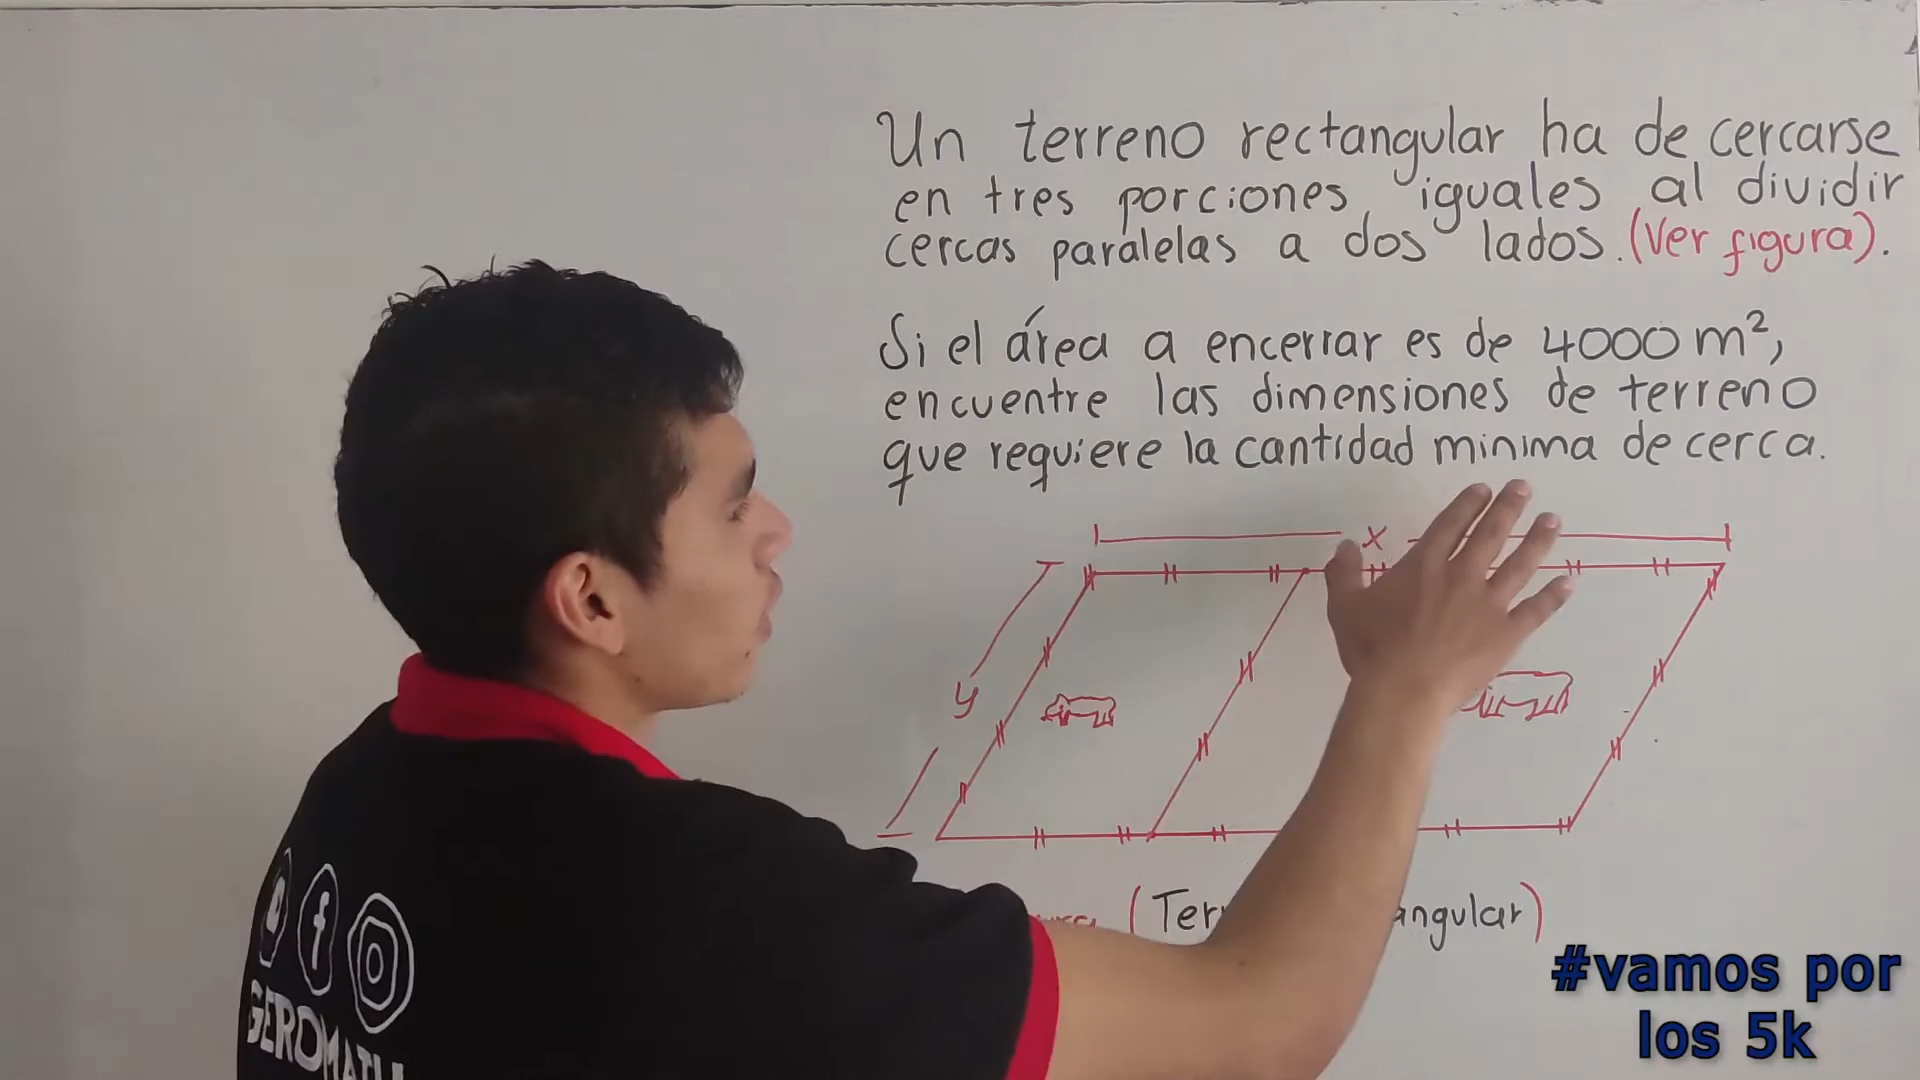 Un terreno rectangular ha de cercarse
en tres porciones iguales al dividir
cercas paralelas a dos lados. (Ver figura).
Si el área a encerrar es de 4000 m²,
encuentre las dimensiones de terreno
que requiere la cantidad minima de cerca.
x
y
(
angular)
#vamos por
los 5k
f